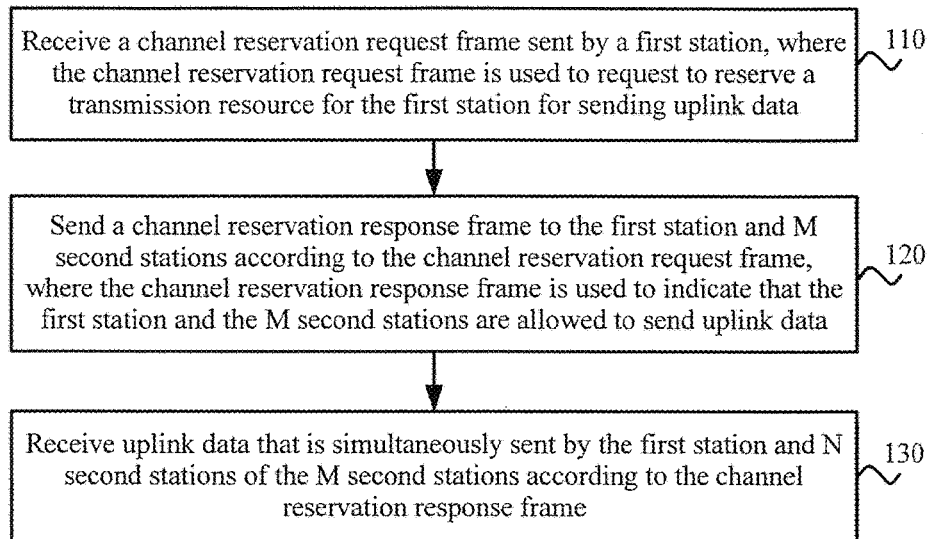 Receive a channel reservation request frame sent by a first station, where
the channel reservation request frame is used to request to reserve a
transmission resource for the first station for sending uplink data
110
Send a channel reservation response frame to the first station and M
second stations according to the channel reservation request frame,
where the channel reservation response frame is used to indicate that the
first station and the M second stations are allowed to send uplink data
120
Receive uplink data that is simultaneously sent by the first station and N
second stations of the M second stations according to the channel
reservation response frame
130